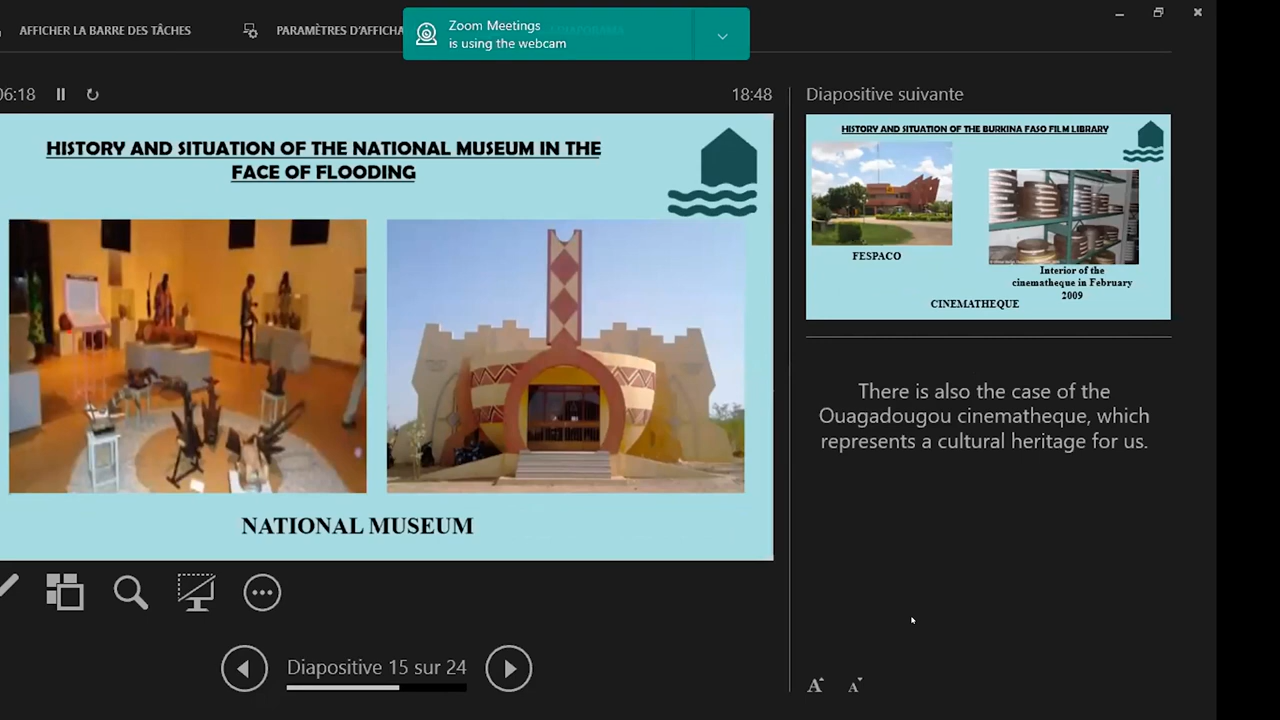 AFFICHER LA BARRE DES TÂCHES
PARAMÈTRES D'AFFICHA
Zoom Meetings
is using the webcam
06:18
18:48
Diapositive suivante
HISTORY AND SITUATION OF THE NATIONAL MUSEUM IN THE
FACE OF FLOODING
NATIONAL MUSEUM
HISTORY AND SITUATION OF THE BURKINA FASO FILM LIBRARY
FESPACO
Interior of the
cinematheque in February
2009
CINEMATHEQUE
There is also the case of the
Ouagadougou cinematheque, which
represents a cultural heritage for us.
Diapositive 15 sur 24
A A